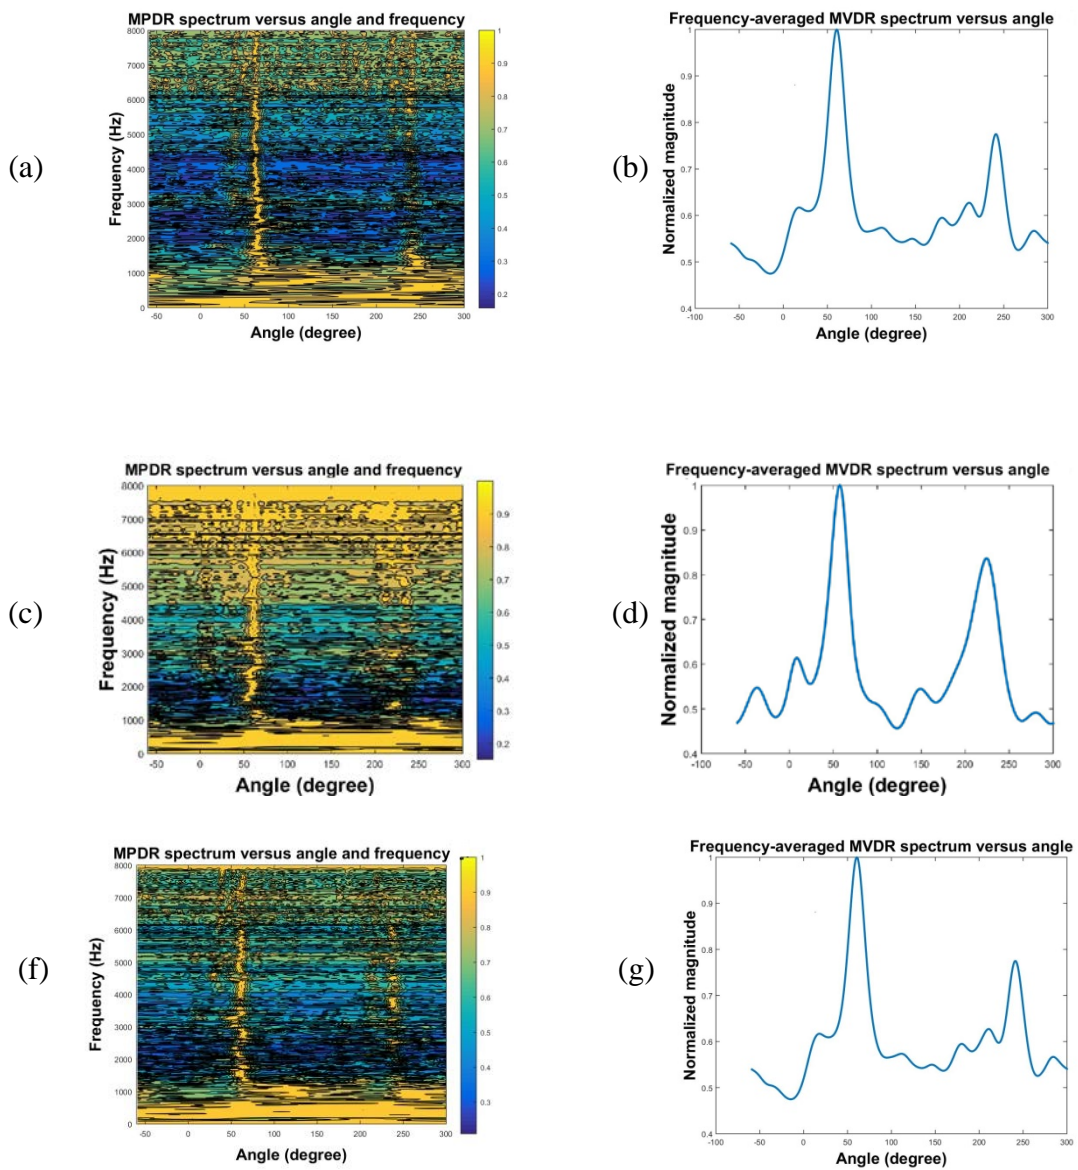 MPDR spectrum versus angle and frequency
8000
7000
6000
5000
4000
3000
2000
1000
0
Frequency (Hz)
-50 0 50 100 150 200 250 300
Angle (degree)
1
0.9
0.8
0.7
0.6
0.5
0.4
0.3
0.2
(a)
Frequency-averaged MVDR spectrum versus angle
1
0.9
0.8
0.7
0.6
0.5
0.4
Normalized magnitude
-100 -50 0 50 100 150 200 250 300
Angle (degree)
(b)
MPDR spectrum versus angle and frequency
8000
7000
6000
5000
4000
3000
2000
1000
0
Frequency (Hz)
-50 0 50 100 150 200 250 300
Angle (degree)
0.9
0.8
0.7
0.6
0.5
0.4
0.3
0.2
(c)
Frequency-averaged MVDR spectrum versus angle
1
0.9
0.8
0.7
0.6
0.5
0.4
Normalized magnitude
-100 -50 0 50 100 150 200 250 300
Angle (degree)
(d)
MPDR spectrum versus angle and frequency
8000
7000
6000
5000
4000
3000
2000
1000
0
Frequency (Hz)
-50 0 50 100 150 200 250 300
Angle (degree)
1
0.9
0.8
0.7
0.6
0.5
0.4
0.3
(f)
Frequency-averaged MVDR spectrum versus angle
1
0.9
0.8
0.7
0.6
0.5
0.4
Normalized magnitude
-100 -50 0 50 100 150 200 250 300
Angle (degree)
(g)